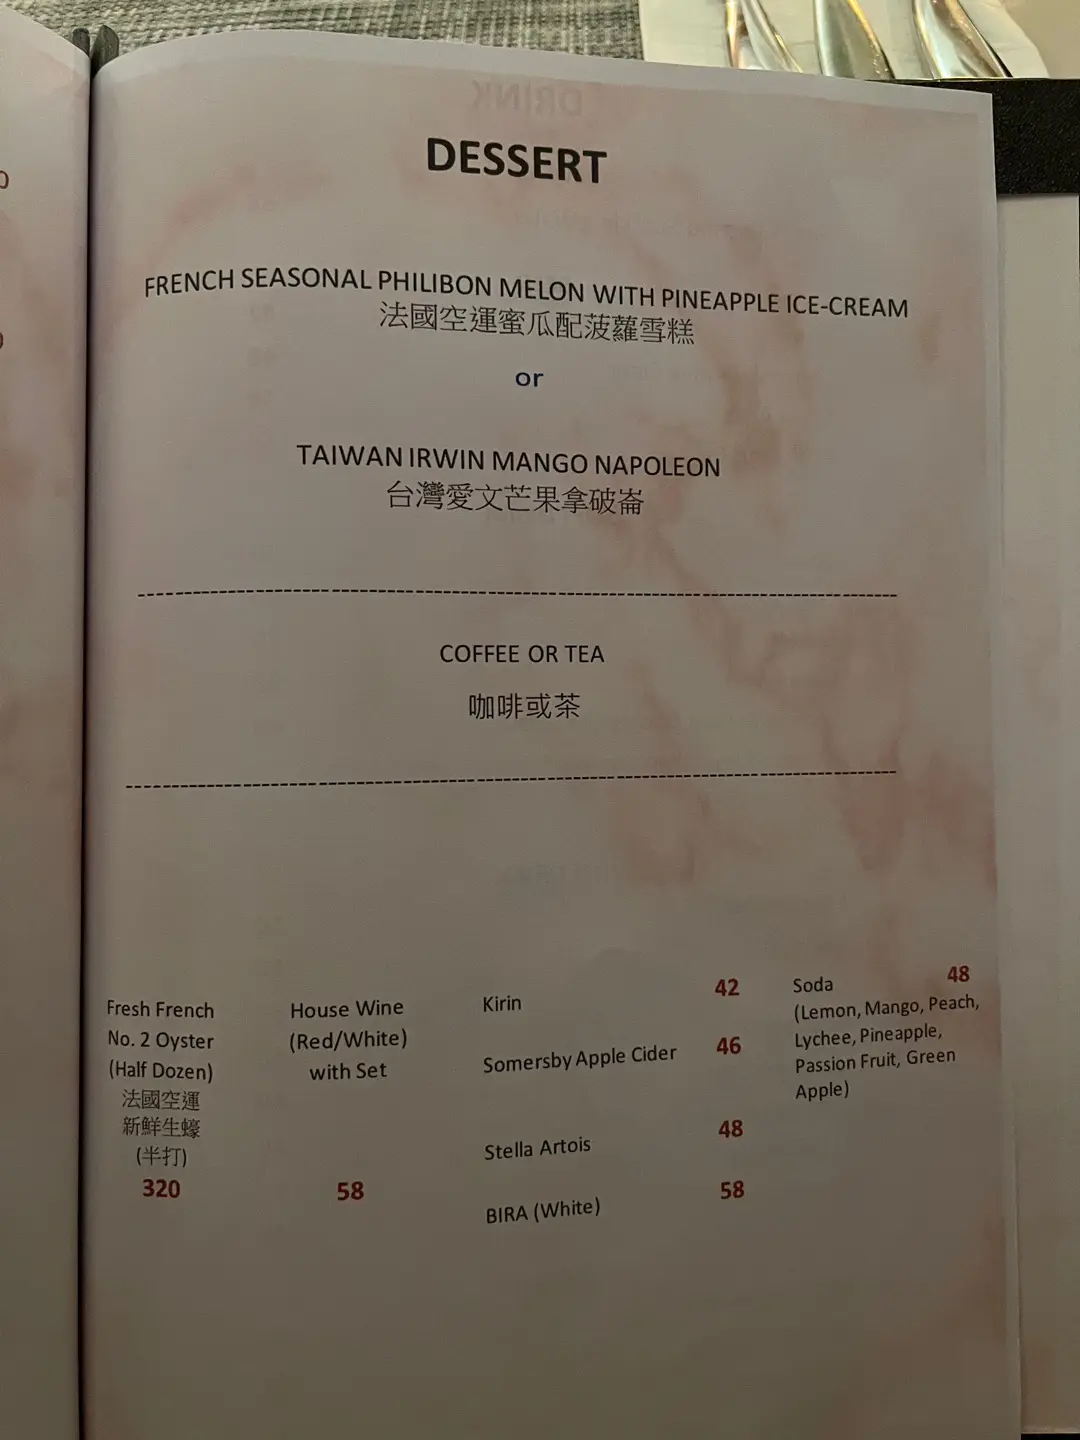 DESSERT
FRENCH SEASONAL PHILIBON MELON WITH PINEAPPLE ICE-CREAM
法國空運蜜瓜配菠蘿雪糕
or
TAIWAN IRWIN MANGO NAPOLEON
台灣愛文芒果拿破崙
COFFEE OR TEA
咖啡或茶
Fresh French
No. 2 Oyster
(Half Dozen)
法國空運
新鮮生蠔
(半打)
320
House Wine
(Red/White)
with Set
58
Kirin 42
Somersby Apple Cider 46
Stella Artois 48
BIRA (White) 58
Soda 48
(Lemon, Mango, Peach,
Lychee, Pineapple,
Passion Fruit, Green
Apple)